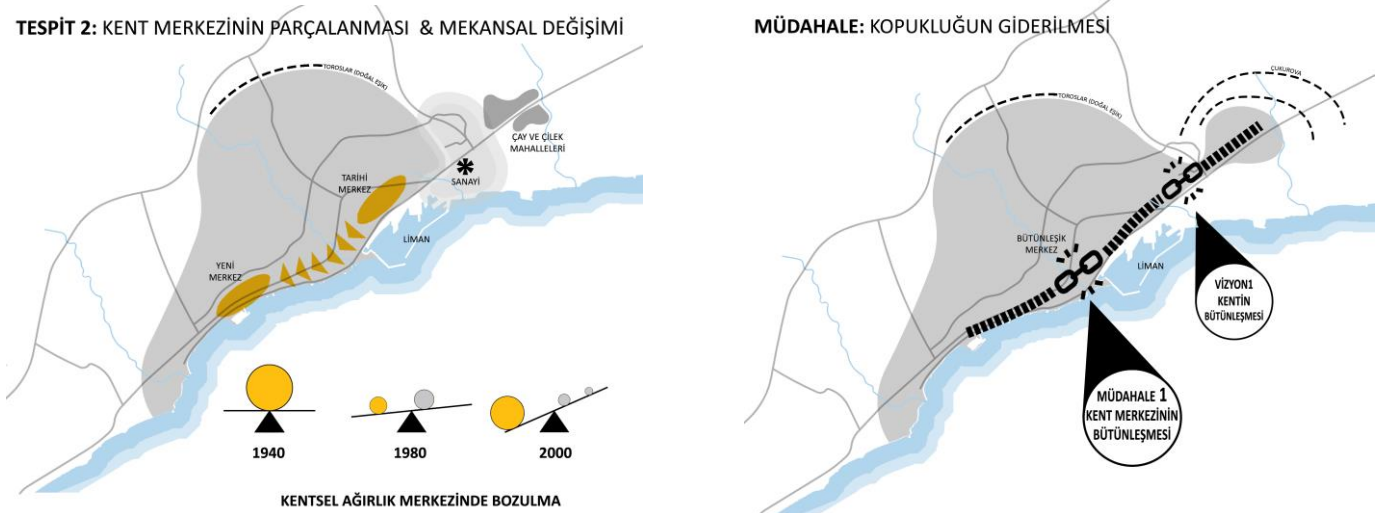 TESPİT 2: KENT MERKEZİNİN PARÇALANMASI & MEKANSAL DEĞİŞİMİ
TOROSLAR (DOĞAL EŞİK)
ÇAY VE ÇİLEK
MAHALLELERİ
SANAYİ
TARİHİ
MERKEZ
LİMAN
YENİ
MERKEZ
1940
1980
2000
KENTSEL AĞIRLIK MERKEZİNDE BOZULMA
MÜDAHALE: KOPUKLUĞUN GİDERİLMESİ
TOROSLAR (DOĞAL EŞİK)
ÇUKUROVA
BÜTÜNLEŞİK
MERKEZ
LİMAN
VİZYON1
KENTİN
BÜTÜNLEŞMESİ
MÜDAHALE 1
KENT MERKEZİNİN
BÜTÜNLEŞMESİ